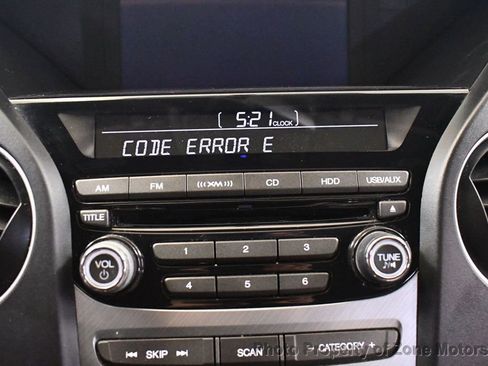 5:21 CLOCK
CODE ERROR E
AM FM XM CD HDD USB/AUX
TITLE
1 2 3
VOL TUNE
4 5 6
SKIP SCAN - CATEGORY +
Photo Property of Zone Motors